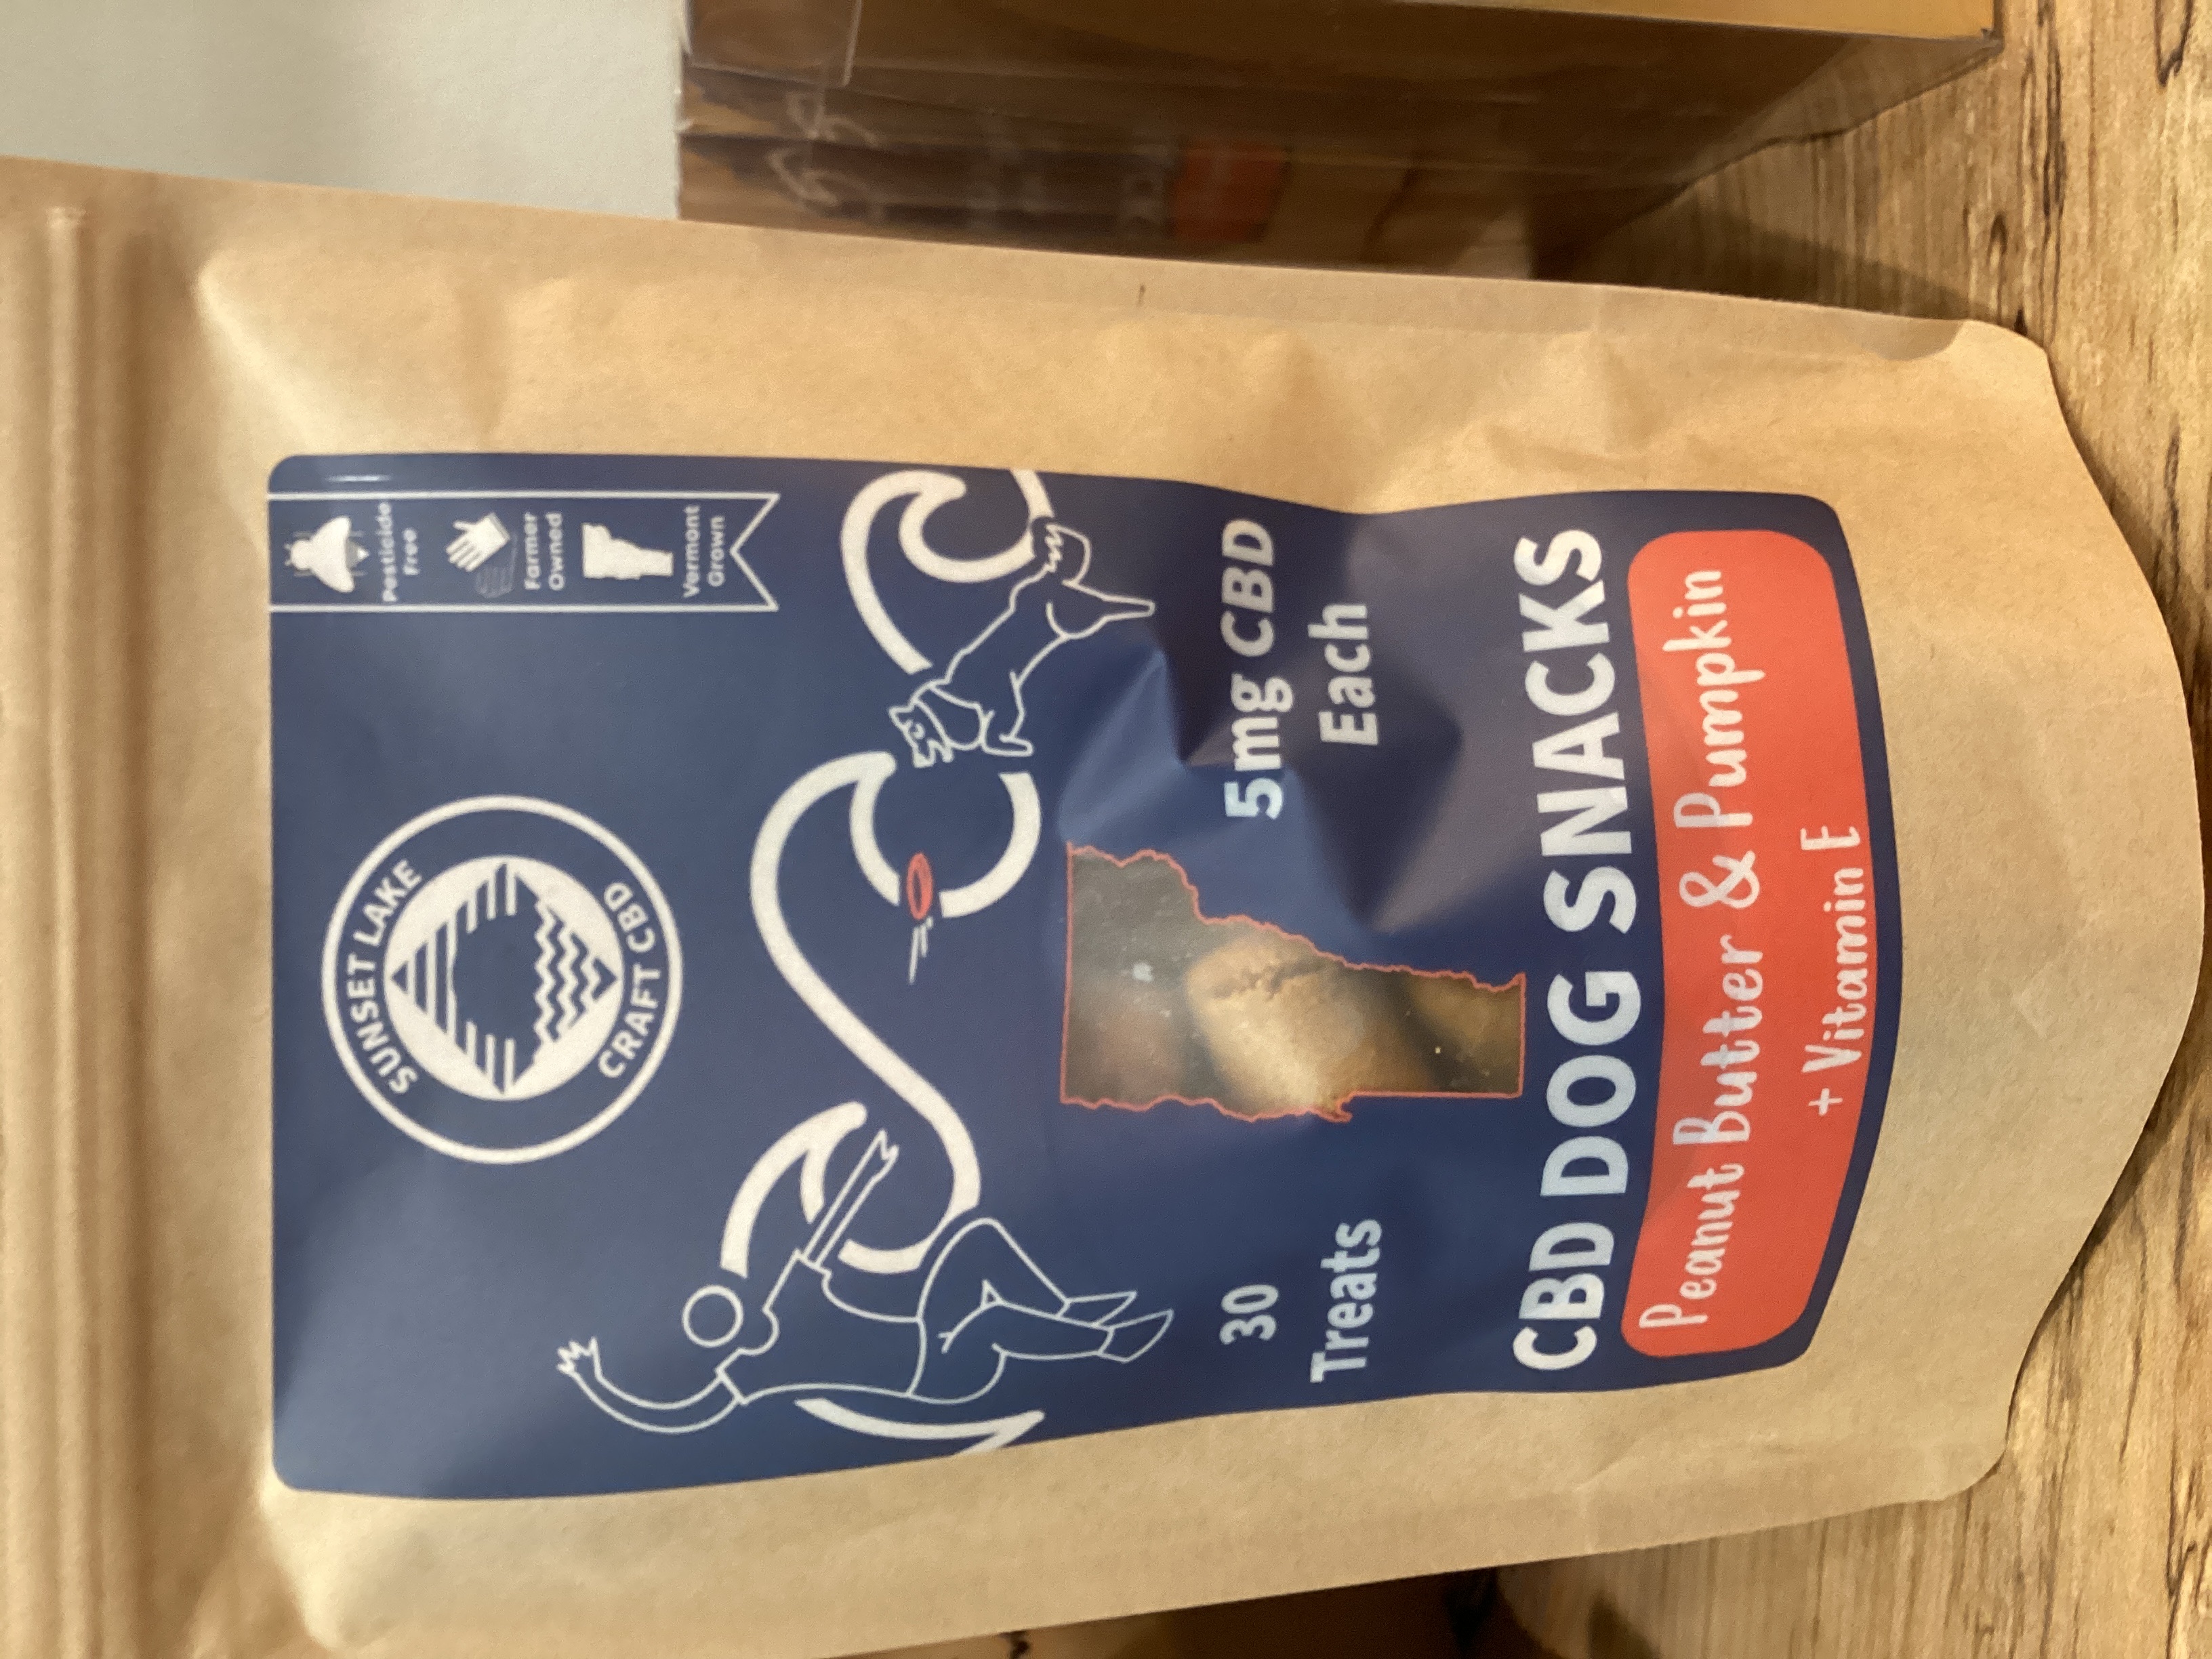 SUNSET LAKE
CRAFT CBD
Pesticide
Free
Farmer
Owned
Vermont
Grown
30
Treats
5mg CBD
Each
CBD DOG SNACKS
Peanut Butter & Pumpkin
+ Vitamin E